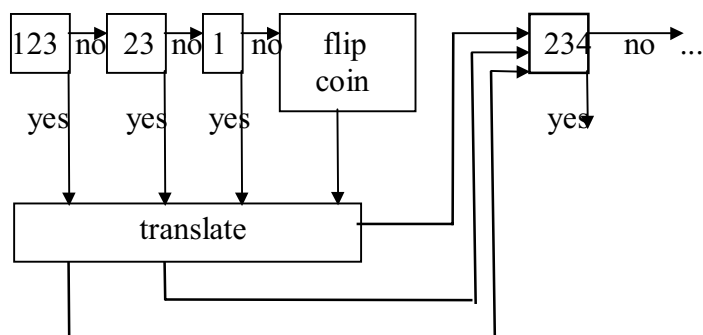 123 no 23 no 1 no flip coin 234 no ...
yes yes yes yes
translate